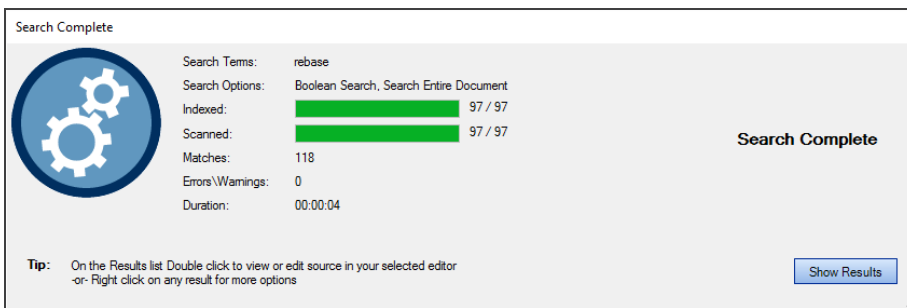 Search Complete
Search Terms: rebase
Search Options: Boolean Search, Search Entire Document
Indexed: 97 / 97
Scanned: 97 / 97
Matches: 118
Errors\Warnings: 0
Duration: 00:00:04
Search Complete
Tip: On the Results list Double click to view or edit source in your selected editor
-or- Right click on any result for more options
Show Results